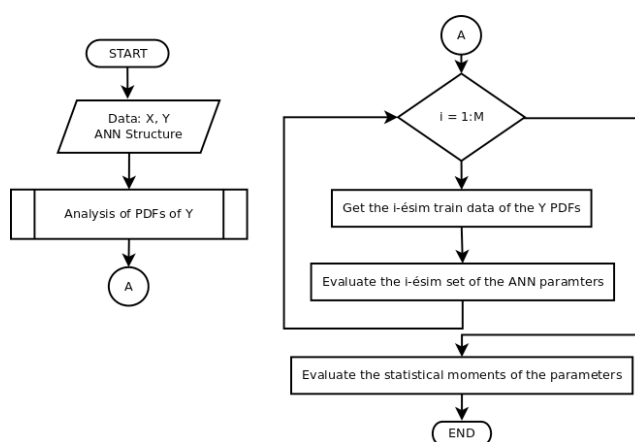 START
Data: X, Y
ANN Structure
Analysis of PDFs of Y
A
A
i = 1:M
Get the i-ésim train data of the Y PDFs
Evaluate the i-ésim set of the ANN paramters
Evaluate the statistical moments of the parameters
END